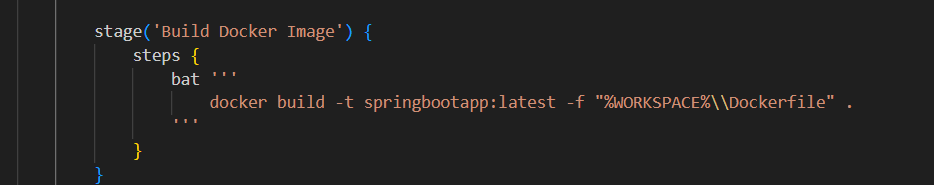 stage('Build Docker Image') {
steps {
bat '''
docker build -t springbootapp:latest -f "%WORKSPACE%\\Dockerfile" .
'''
}
}